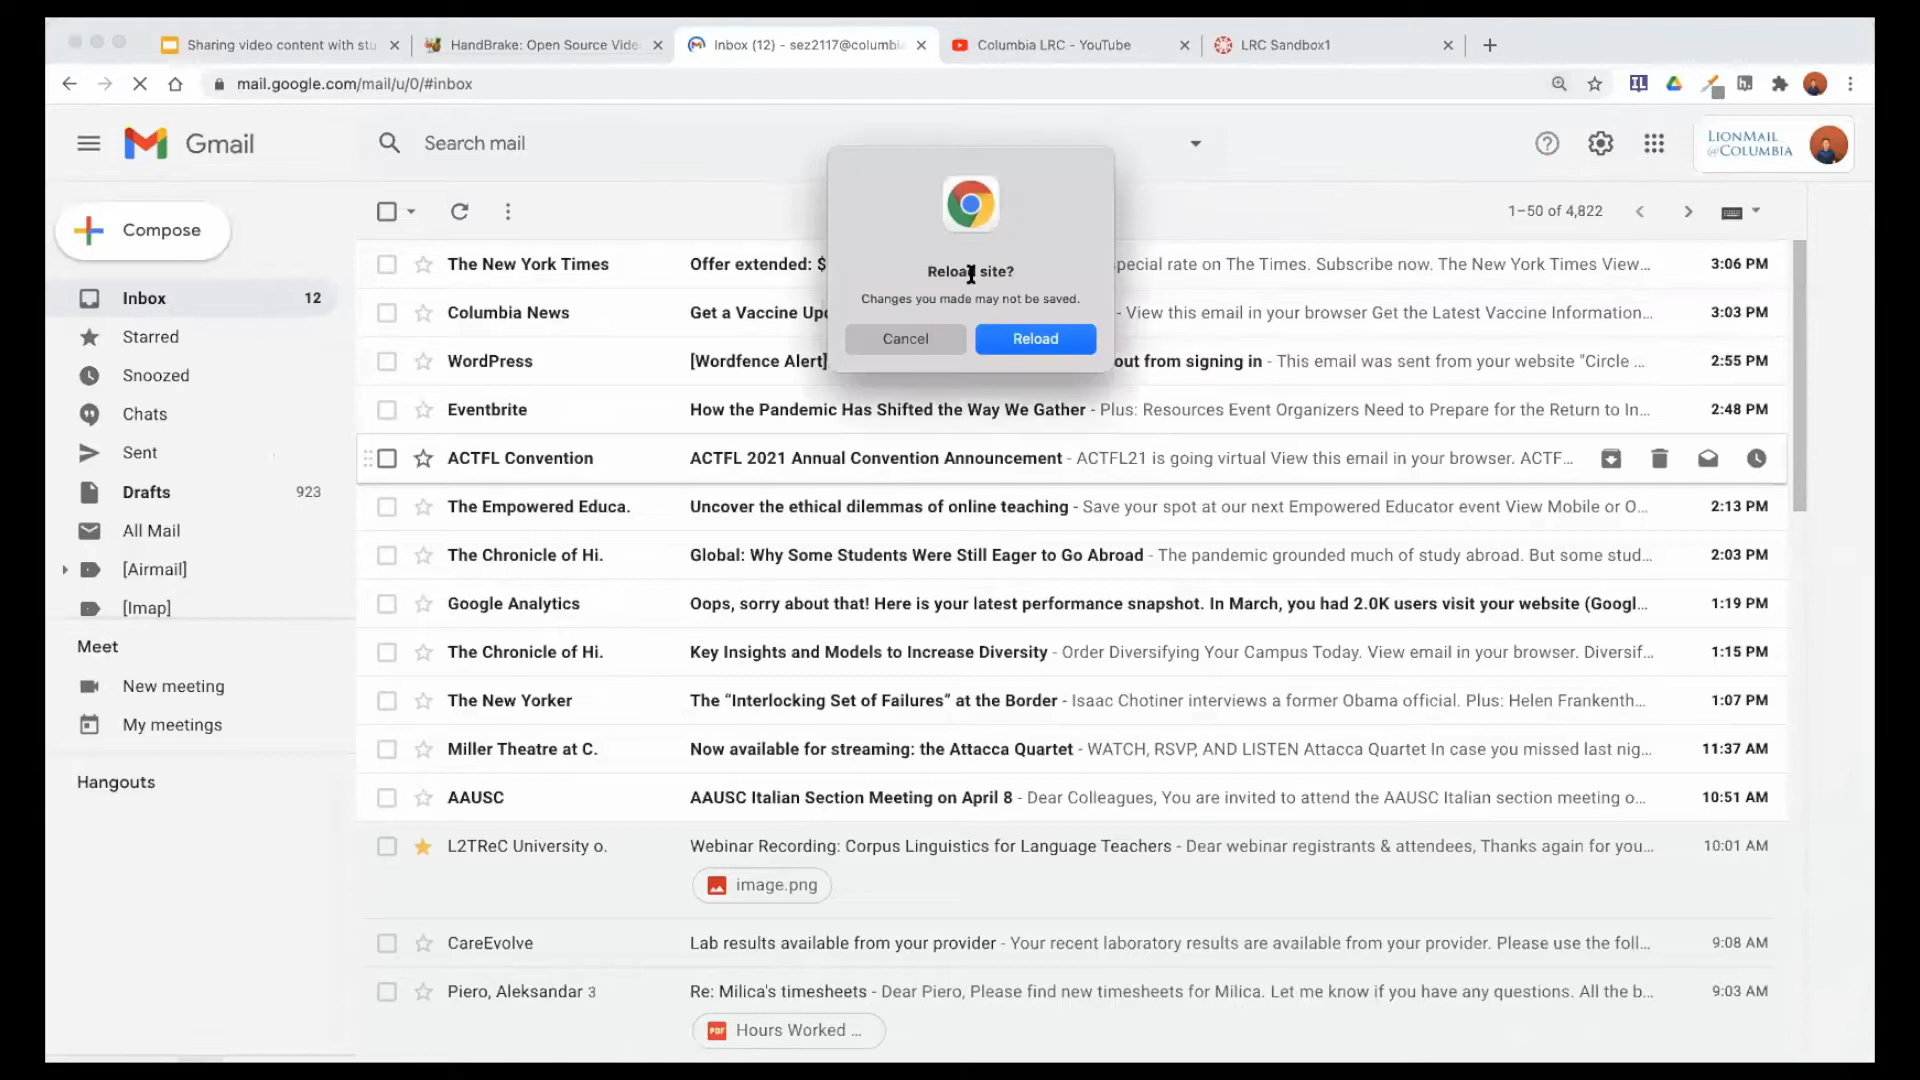 Sharing video content with stu
HandBrake: Open Source Vide
Inbox (12) - sez2117@columbi
Columbia LRC - YouTube
LRC Sandbox1
mail.google.com/mail/u/0/#inbox
Gmail
Search mail
LIONMAIL
@COLUMBIA
Compose
1–50 of 4,822
Inbox 12
Starred
Snoozed
Chats
Sent
Drafts 923
All Mail
[Airmail]
[Imap]
Meet
New meeting
My meetings
Hangouts
Reload site?
Changes you made may not be saved.
Cancel
Reload
The New York Times Offer extended: $ pecial rate on The Times. Subscribe now. The New York Times View… 3:06 PM
Columbia News Get a Vaccine Upd - View this email in your browser Get the Latest Vaccine Information… 3:03 PM
WordPress [Wordfence Alert] out from signing in - This email was sent from your website "Circle … 2:55 PM
Eventbrite How the Pandemic Has Shifted the Way We Gather - Plus: Resources Event Organizers Need to Prepare for the Return to In… 2:48 PM
ACTFL Convention ACTFL 2021 Annual Convention Announcement - ACTFL21 is going virtual View this email in your browser. ACTF…
The Empowered Educa. Uncover the ethical dilemmas of online teaching - Save your spot at our next Empowered Educator event View Mobile or O… 2:13 PM
The Chronicle of Hi. Global: Why Some Students Were Still Eager to Go Abroad - The pandemic grounded much of study abroad. But some stud… 2:03 PM
Google Analytics Oops, sorry about that! Here is your latest performance snapshot. In March, you had 2.0K users visit your website (Googl… 1:19 PM
The Chronicle of Hi. Key Insights and Models to Increase Diversity - Order Diversifying Your Campus Today. View email in your browser. Diversif… 1:15 PM
The New Yorker The “Interlocking Set of Failures” at the Border - Isaac Chotiner interviews a former Obama official. Plus: Helen Frankenth… 1:07 PM
Miller Theatre at C. Now available for streaming: the Attacca Quartet - WATCH, RSVP, AND LISTEN Attacca Quartet In case you missed last nig… 11:37 AM
AAUSC AAUSC Italian Section Meeting on April 8 - Dear Colleagues, You are invited to attend the AAUSC Italian section meeting o… 10:51 AM
L2TReC University o. Webinar Recording: Corpus Linguistics for Language Teachers - Dear webinar registrants & attendees, Thanks again for you… 10:01 AM
image.png
CareEvolve Lab results available from your provider - Your recent laboratory results are available from your provider. Please use the foll… 9:08 AM
Piero, Aleksandar 3 Re: Milica's timesheets - Dear Piero, Please find new timesheets for Milica. Let me know if you have any questions. All the b… 9:03 AM
PDF Hours Worked …